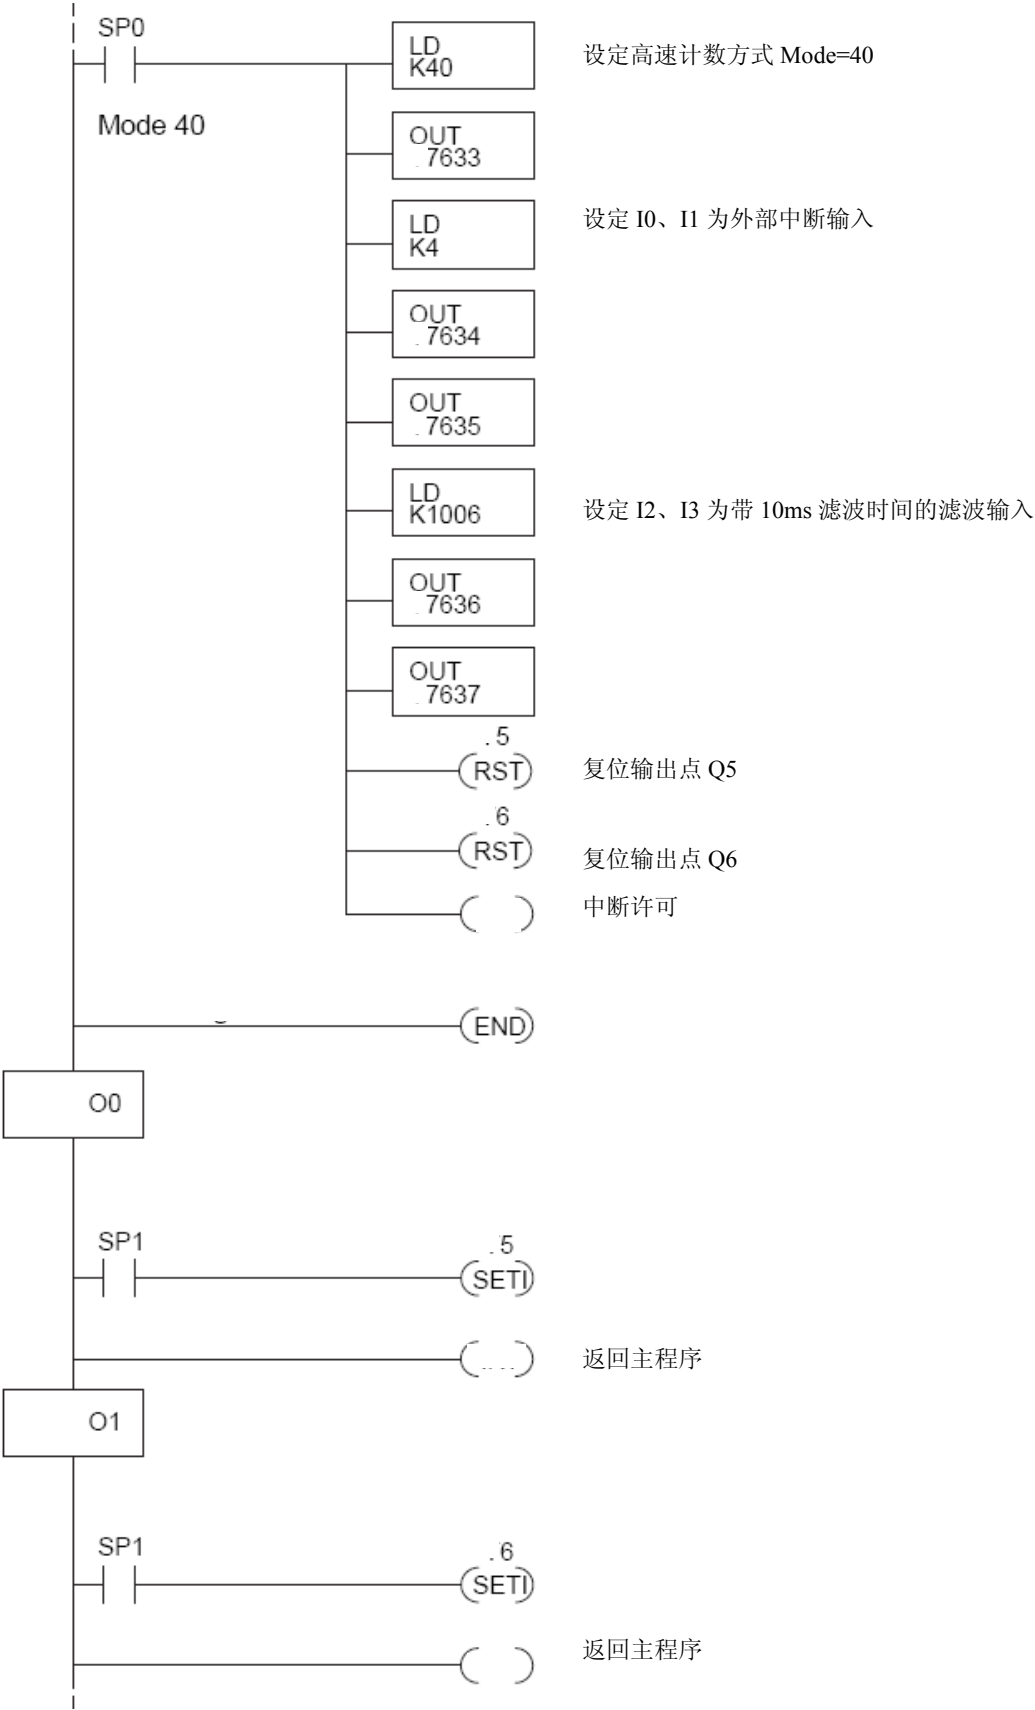 SP0
LD
K40
设定高速计数方式 Mode=40
Mode 40
OUT
7633
LD
K4
设定 I0、I1 为外部中断输入
OUT
7634
OUT
7635
LD
K1006
设定 I2、I3 为带 10ms 滤波时间的滤波输入
OUT
7636
OUT
7637
.5
RST
复位输出点 Q5
.6
RST
复位输出点 Q6
中断许可
END
O0
SP1
.5
SETI
返回主程序
O1
SP1
.6
SETI
返回主程序